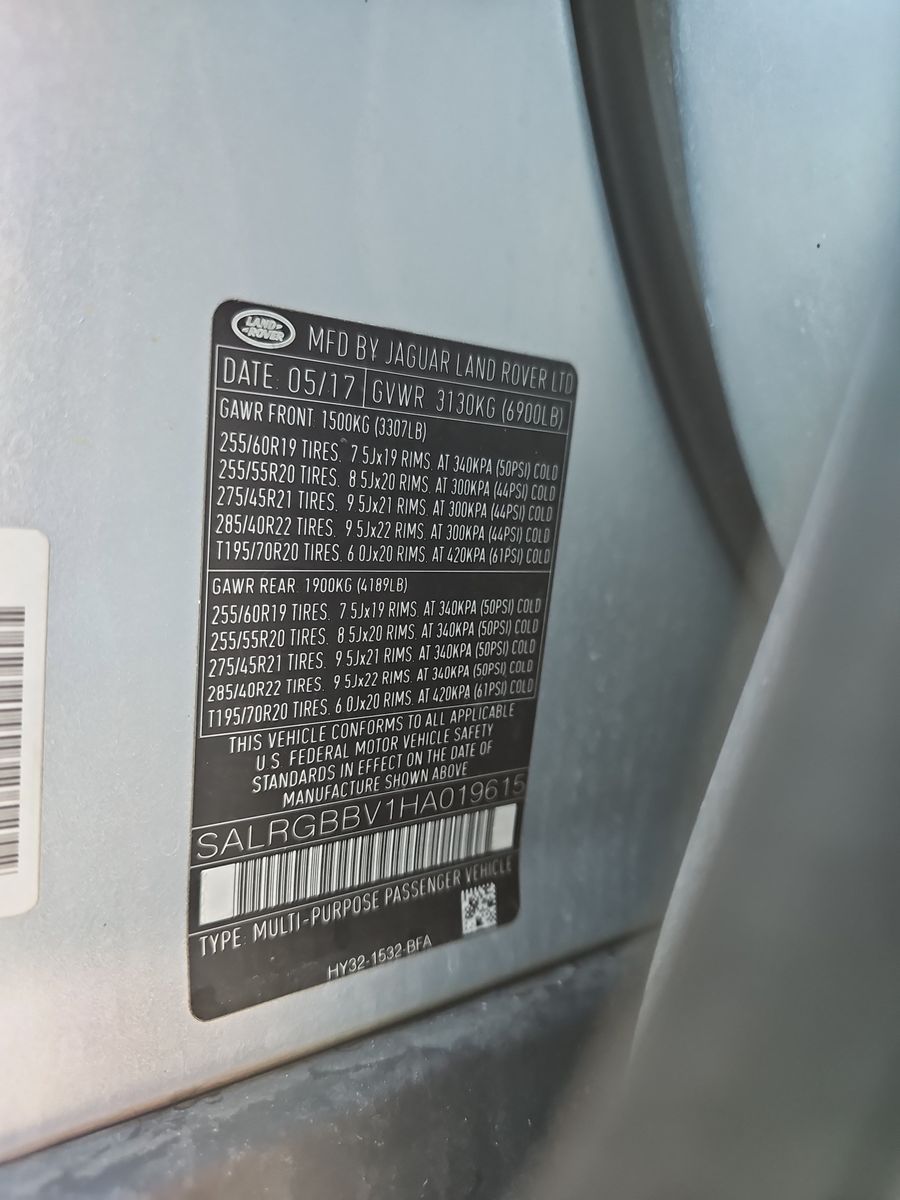 LAND ROVER
MFD BY JAGUAR LAND ROVER LTD
DATE: 05/17 GVWR 3130KG (6900LB)
GAWR FRONT 1500KG (3307LB)
255/60R19 TIRES. 7.5Jx19 RIMS. AT 340KPA (50PSI) COLD
255/55R20 TIRES. 8.5Jx20 RIMS. AT 300KPA (44PSI) COLD
275/45R21 TIRES. 9.5Jx21 RIMS. AT 300KPA (44PSI) COLD
285/40R22 TIRES. 9.5Jx22 RIMS. AT 300KPA (44PSI) COLD
T195/70R20 TIRES. 6.0Jx20 RIMS. AT 420KPA (61PSI) COLD
GAWR REAR. 1900KG (4189LB)
255/60R19 TIRES. 7.5Jx19 RIMS. AT 340KPA (50PSI) COLD
255/55R20 TIRES. 8.5Jx20 RIMS. AT 340KPA (50PSI) COLD
275/45R21 TIRES. 9.5Jx21 RIMS. AT 340KPA (50PSI) COLD
285/40R22 TIRES. 9.5Jx22 RIMS. AT 340KPA (50PSI) COLD
T195/70R20 TIRES. 6.0Jx20 RIMS. AT 420KPA (61PSI) COLD
THIS VEHICLE CONFORMS TO ALL APPLICABLE
U.S. FEDERAL MOTOR VEHICLE SAFETY
STANDARDS IN EFFECT ON THE DATE OF
MANUFACTURE SHOWN ABOVE
SALRGBBV1HA019615
TYPE: MULTI-PURPOSE PASSENGER VEHICLE
HY32-1532-BFA